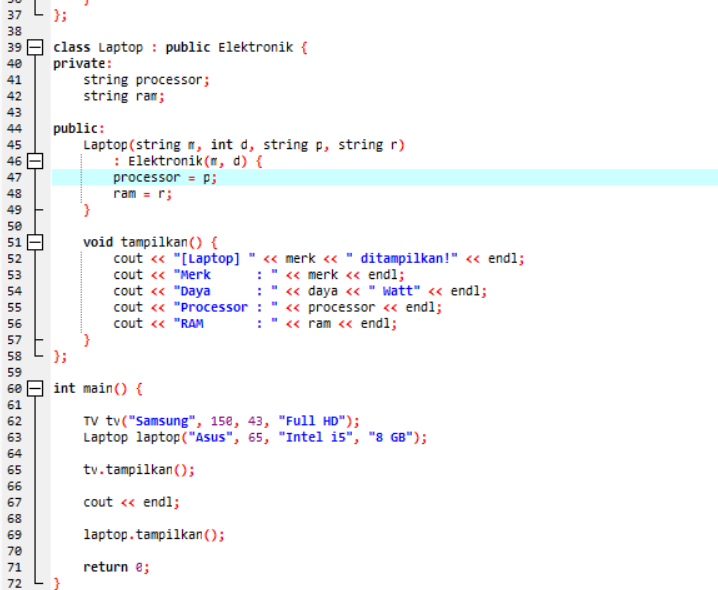 37 };
38
39 class Laptop : public Elektronik {
40 private:
41     string processor;
42     string ram;
43
44 public:
45     Laptop(string m, int d, string p, string r)
46         : Elektronik(m, d) {
47         processor = p;
48         ram = r;
49     }
50
51     void tampilkan() {
52         cout << "[Laptop] " << merk << " ditampilkan!" << endl;
53         cout << "Merk      : " << merk << endl;
54         cout << "Daya      : " << daya << " Watt" << endl;
55         cout << "Processor : " << processor << endl;
56         cout << "RAM       : " << ram << endl;
57     }
58 };
59
60 int main() {
61
62     TV tv("Samsung", 150, 43, "Full HD");
63     Laptop laptop("Asus", 65, "Intel i5", "8 GB");
64
65     tv.tampilkan();
66
67     cout << endl;
68
69     laptop.tampilkan();
70
71     return 0;
72 }